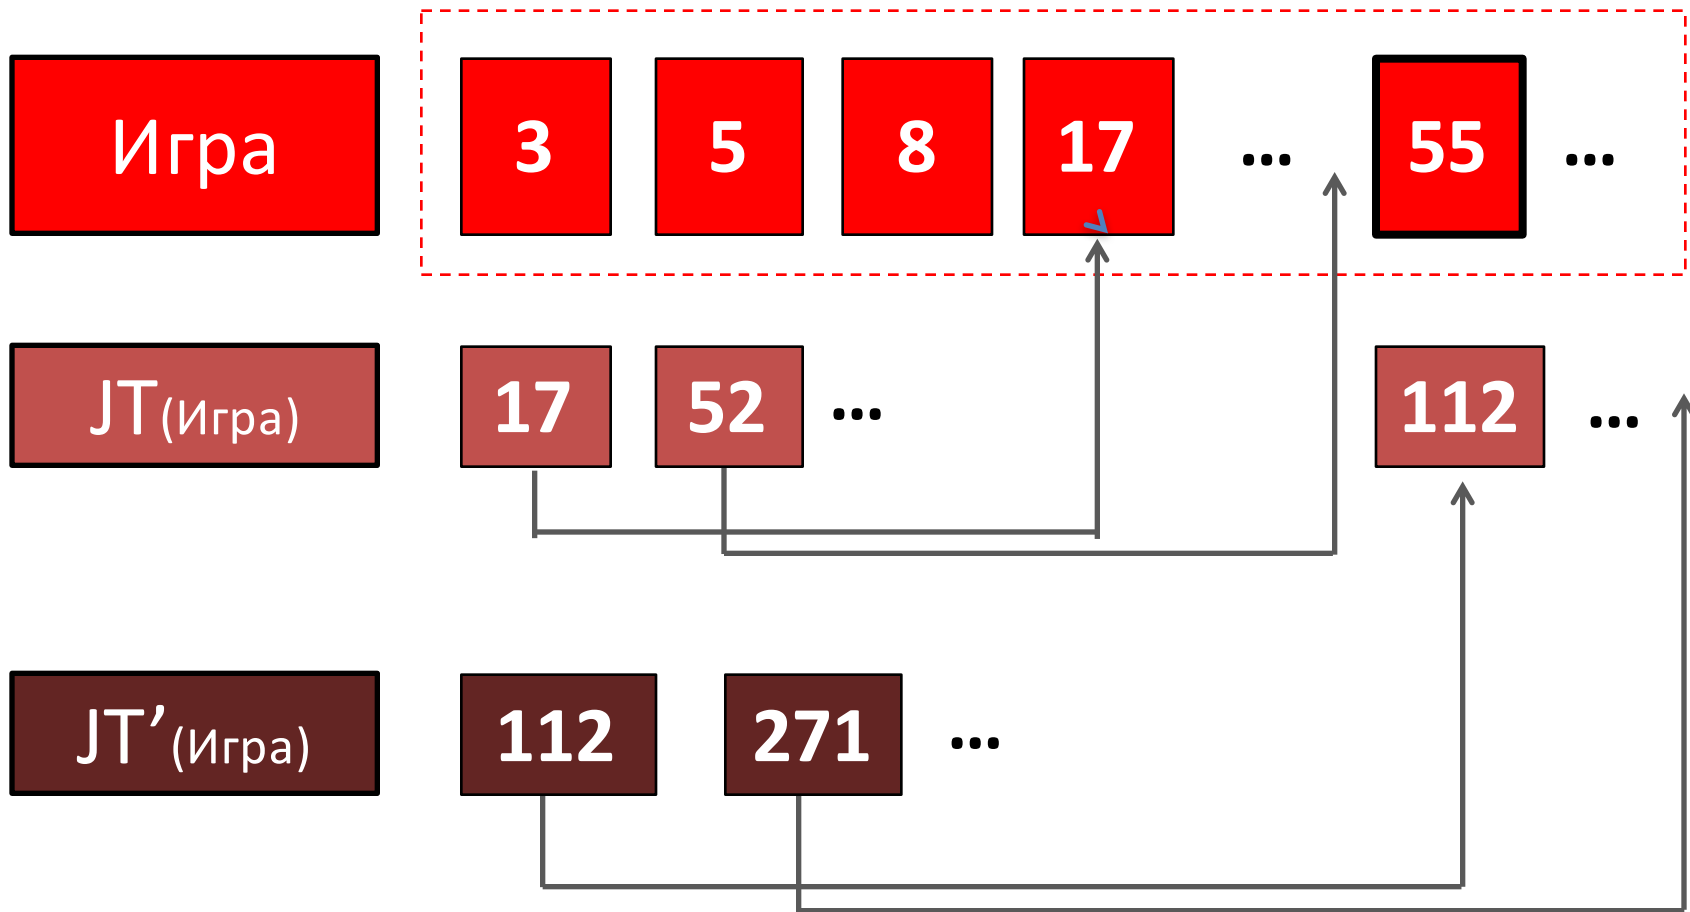 Игра 3 5 8 17 ... 55 ...
JT(Игра) 17 52 ... 112 ...
JT’(Игра) 112 271 ...